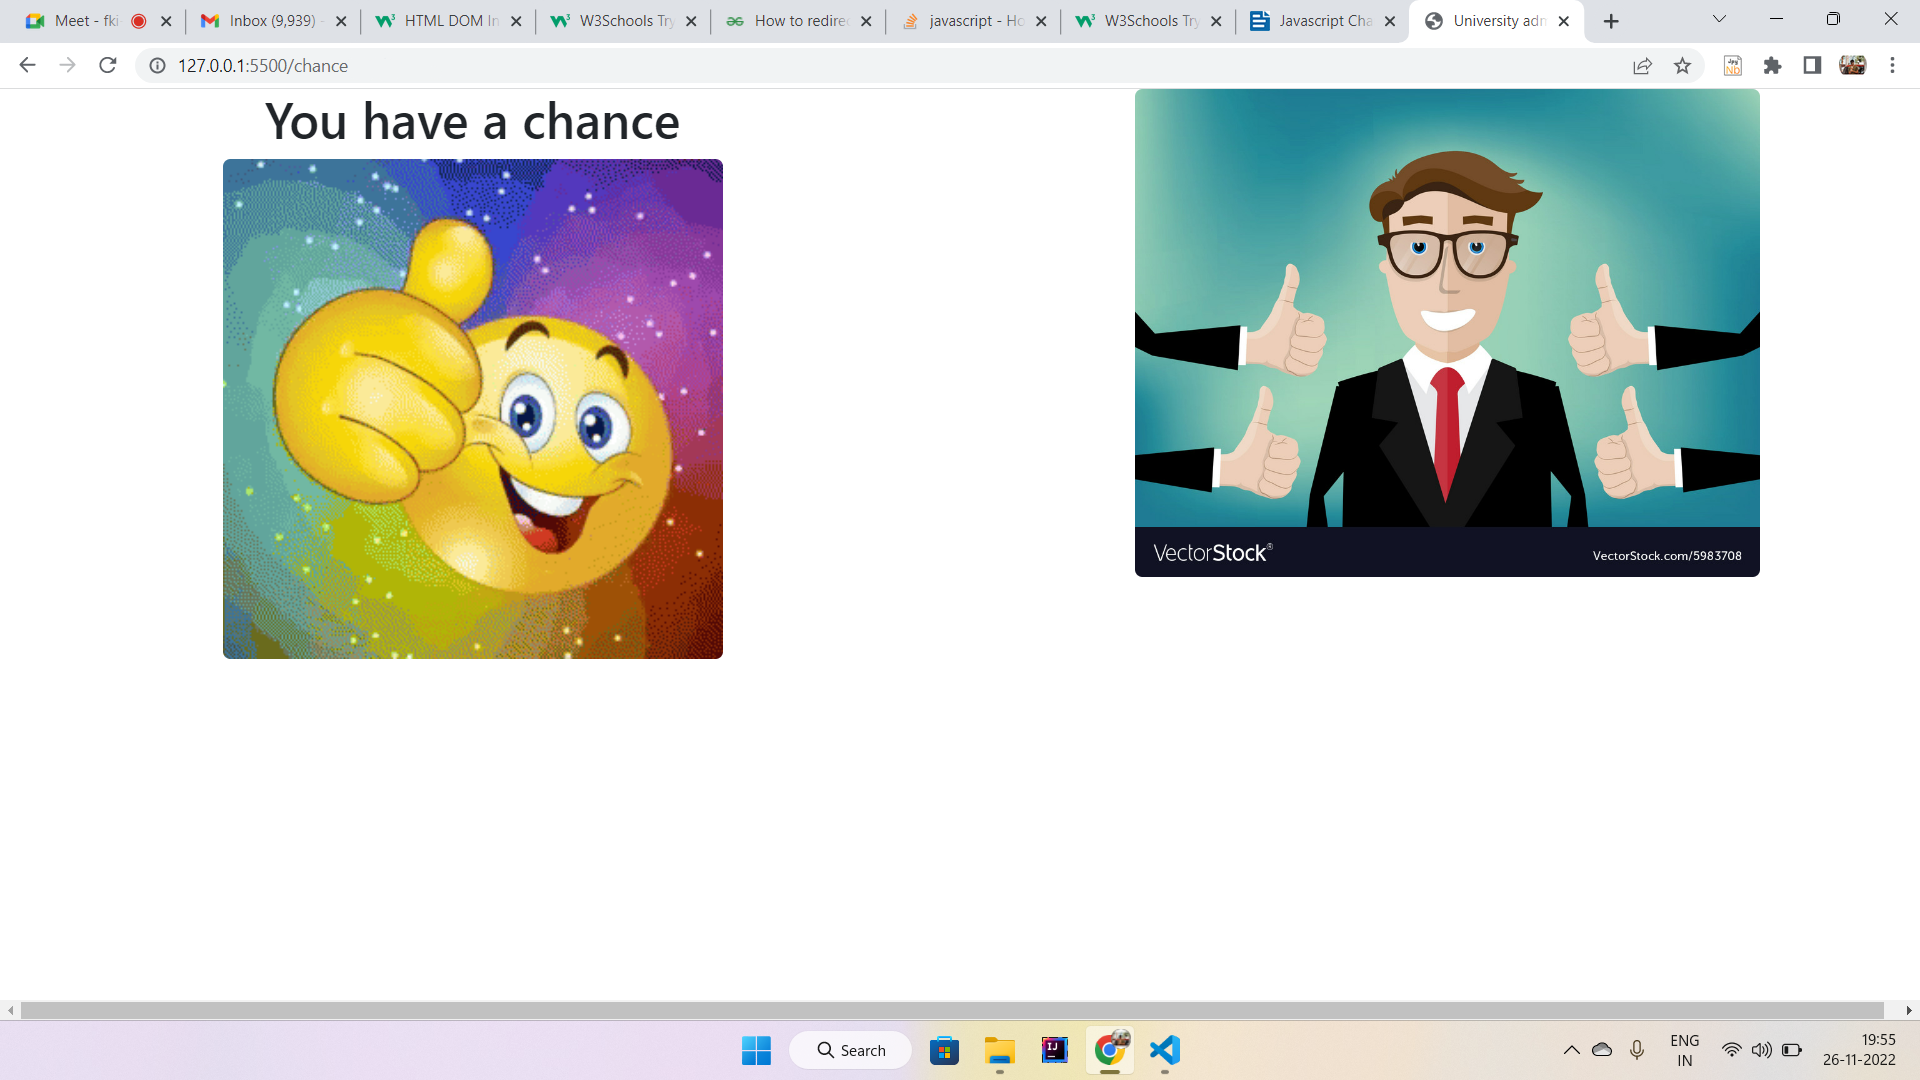 Meet - fki
Inbox (9,939) -
HTML DOM In
W3Schools Try
How to redirec
javascript - Ho
W3Schools Try
Javascript Cha
University adm
127.0.0.1:5500/chance
You have a chance
VectorStock®
VectorStock.com/5983708
Search
ENG
IN
19:55
26-11-2022